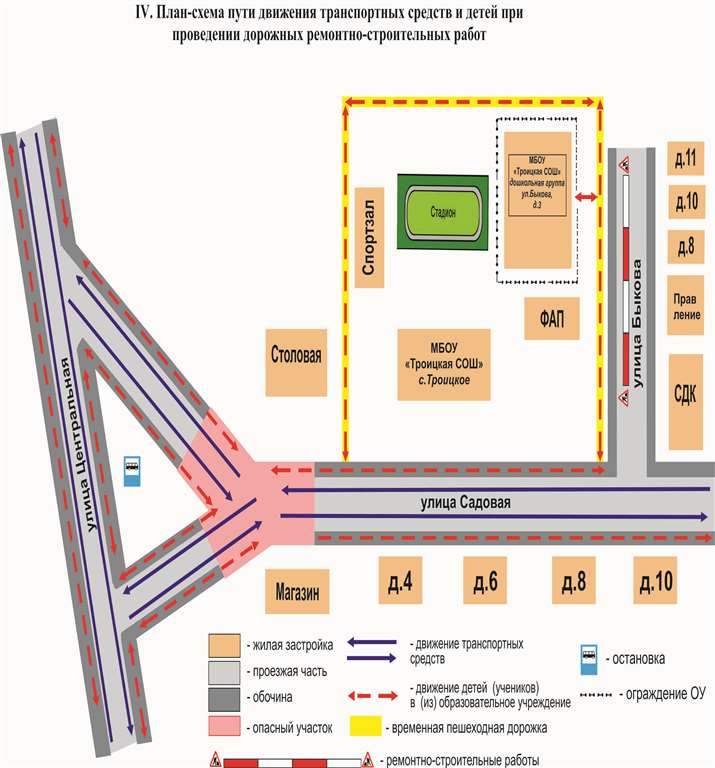 IV. План-схема пути движения транспортных средств и детей при
проведении дорожных ремонтно-строительных работ
МБОУ
«Троицкая СОШ»
дошкольная группа
ул.Быкова,
д.3
д.11
д.10
д.8
Прав
ление
СДК
Стадион
Спортзал
ФАП
улица Быкова
Столовая
МБОУ
«Троицкая СОШ»
с.Троицкое
улица Центральная
улица Садовая
Магазин
д.4
д.6
д.8
д.10
- жилая застройка
- проезжая часть
- обочина
- опасный участок
- движение транспортных
средств
- движение детей (учеников)
в (из) образовательное учреждение
- временная пешеходная дорожка
- остановка
- ограждение ОУ
- ремонтно-строительные работы